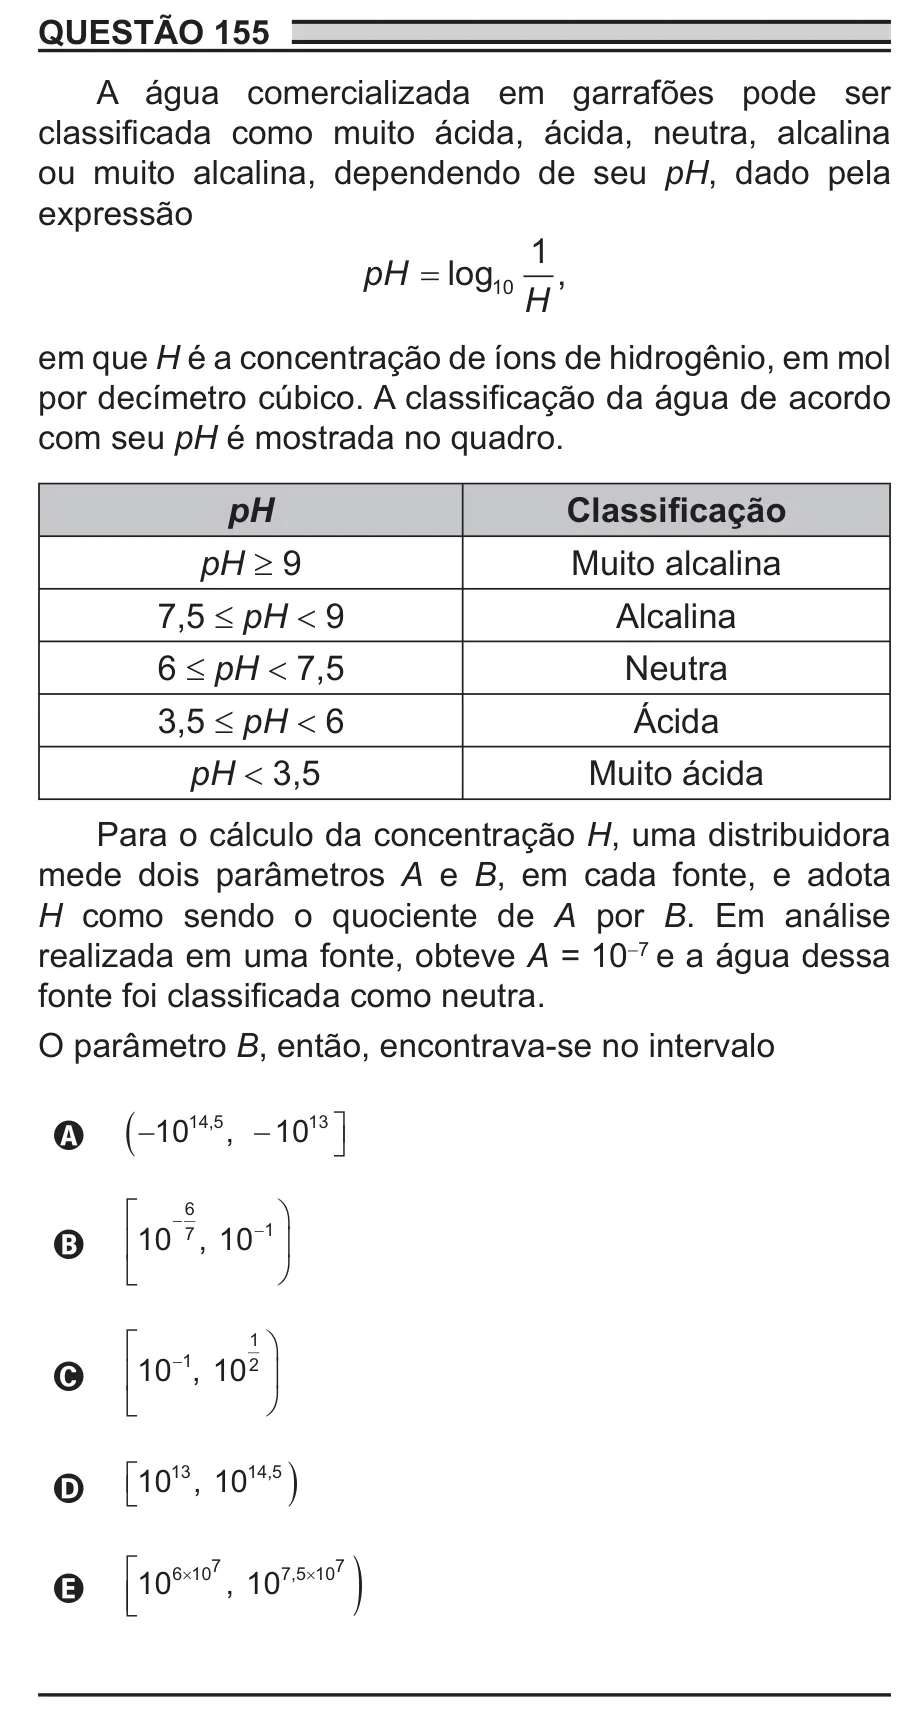 QUESTÃO 155
A água comercializada em garrafões pode ser
classificada como muito ácida, ácida, neutra, alcalina
ou muito alcalina, dependendo de seu pH, dado pela
expressão
pH = log₁₀ 1/H,
em que H é a concentração de íons de hidrogênio, em mol
por decímetro cúbico. A classificação da água de acordo
com seu pH é mostrada no quadro.
pH Classificação
pH ≥ 9 Muito alcalina
7,5 ≤ pH < 9 Alcalina
6 ≤ pH < 7,5 Neutra
3,5 ≤ pH < 6 Ácida
pH < 3,5 Muito ácida
Para o cálculo da concentração H, uma distribuidora
mede dois parâmetros A e B, em cada fonte, e adota
H como sendo o quociente de A por B. Em análise
realizada em uma fonte, obteve A = 10⁻⁷ e a água dessa
fonte foi classificada como neutra.
O parâmetro B, então, encontrava-se no intervalo
A (−10^14,5, −10^13]
B [10^(−6/7), 10^−1)
C [10^−1, 10^(1/2))
D [10^13, 10^14,5)
E [10^(6×10^7), 10^(7,5×10^7))